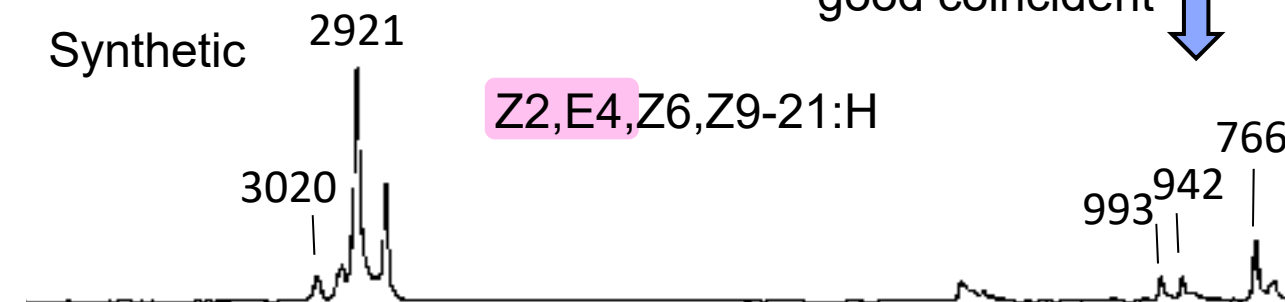 good coincident
Synthetic
2921
Z2,E4,Z6,Z9-21:H
3020
993
942
766